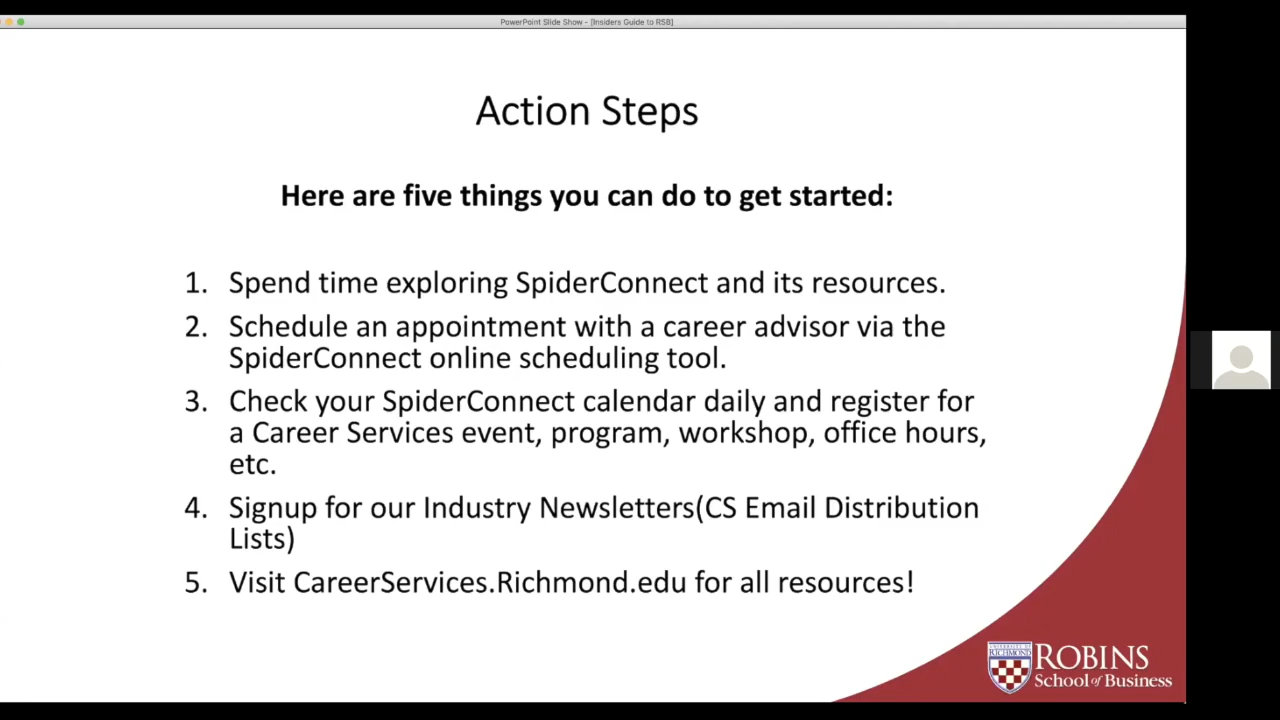 PowerPoint Slide Show - [Insiders Guide to RSB]
Action Steps
Here are five things you can do to get started:
1. Spend time exploring SpiderConnect and its resources.
2. Schedule an appointment with a career advisor via the
SpiderConnect online scheduling tool.
3. Check your SpiderConnect calendar daily and register for
a Career Services event, program, workshop, office hours,
etc.
4. Signup for our Industry Newsletters(CS Email Distribution
Lists)
5. Visit CareerServices.Richmond.edu for all resources!
UNIVERSITY OF
RICHMOND
ROBINS
School of Business